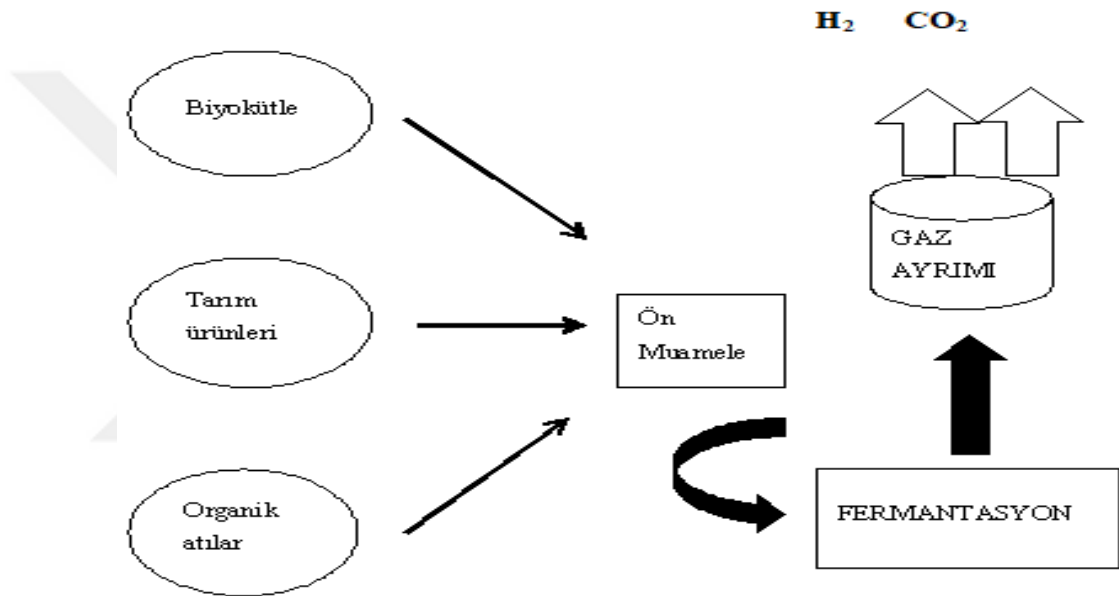 H₂ CO₂
Biyokütle
Tarım
ürünleri
Organik
atılar
Ön
Muamele
FERMANTASYON
GAZ
AYRIMI